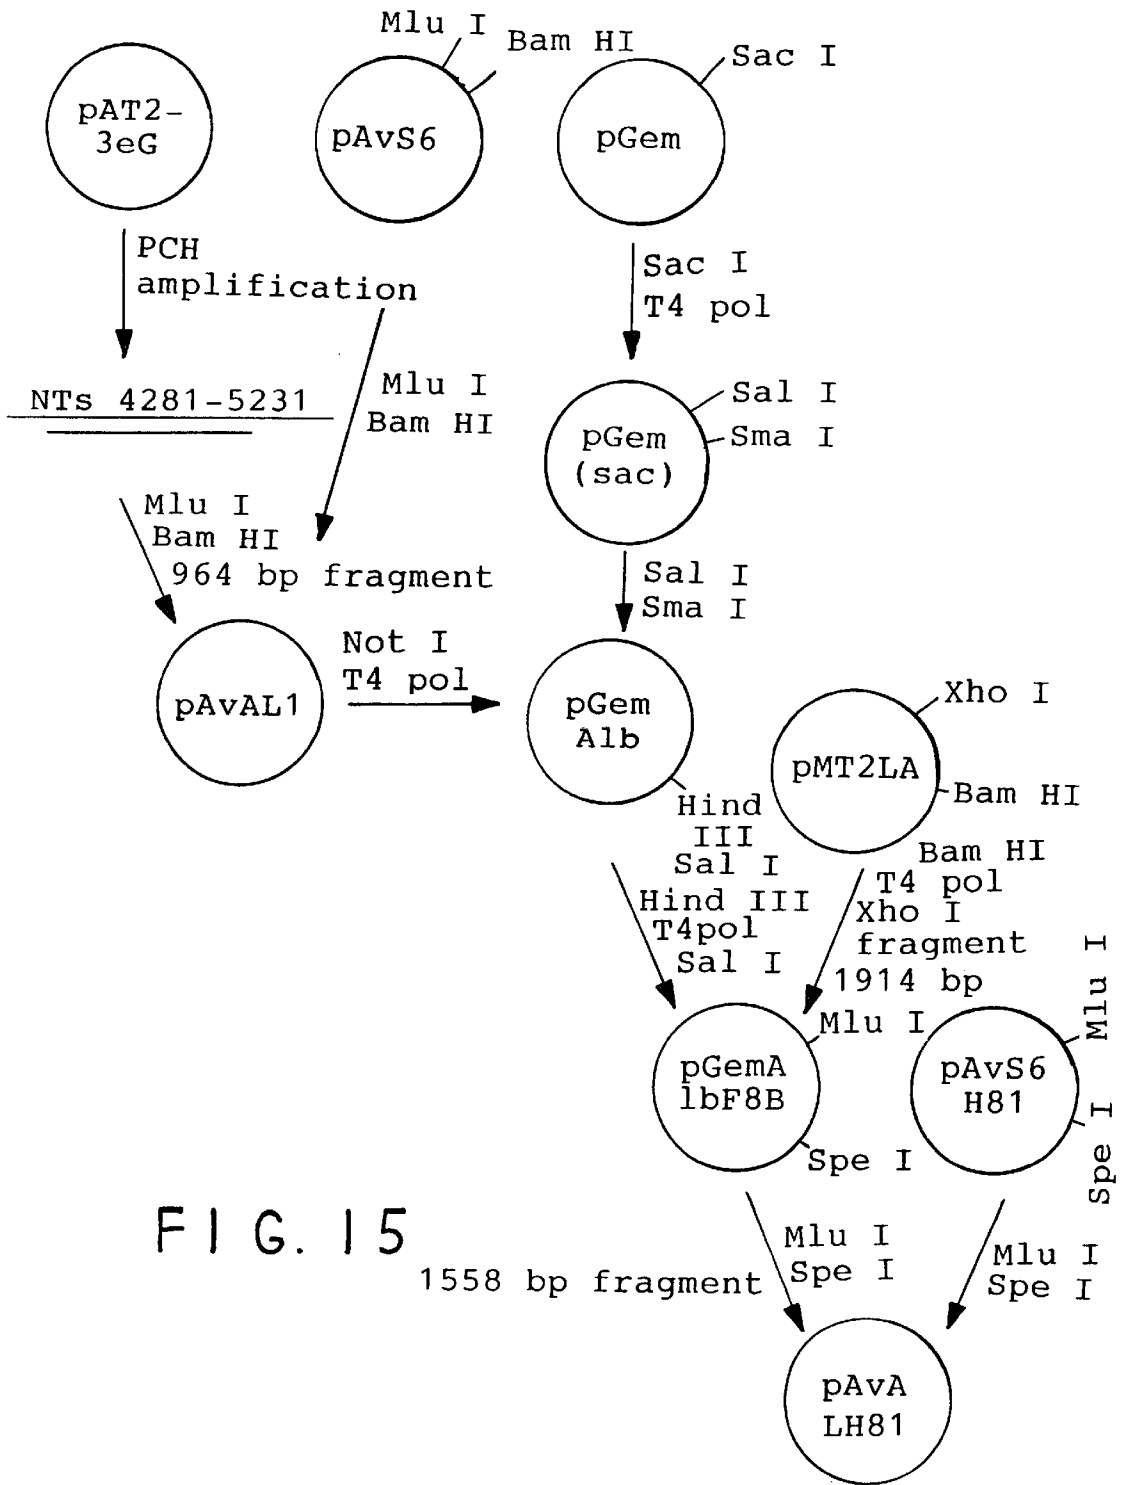 Mlu I
Bam HI
Sac I
pAT2-
3eG
pAvS6
pGem
PCH
amplification
Sac I
T4 pol
NTs 4281-5231
Mlu I
Bam HI
Sal I
Sma I
pGem
(sac)
Mlu I
Bam HI
964 bp fragment
Sal I
Sma I
pAvAL1
Not I
T4 pol
pGem
Alb
Hind
III
Sal I
pMT2LA
Xho I
Bam HI
Hind III
T4pol
Sal I
Bam HI
T4 pol
Xho I
fragment
1914 bp
pGemA
lbF8B
Mlu I
Spe I
pAvS6
H81
Mlu I
Spe I
FIG. 15
1558 bp fragment
Mlu I
Spe I
Mlu I
Spe I
pAvA
LH81